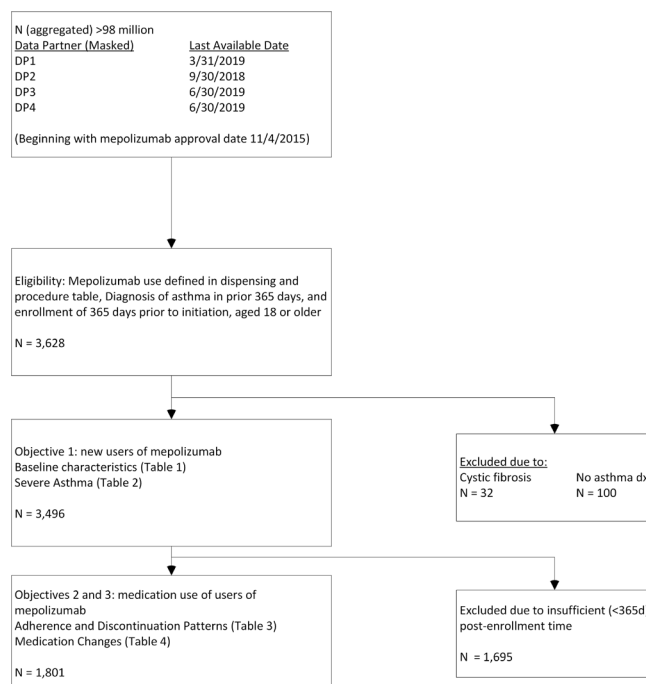 N (aggregated) >98 million
Data Partner (Masked) Last Available Date
DP1 3/31/2019
DP2 9/30/2018
DP3 6/30/2019
DP4 6/30/2019
(Beginning with mepolizumab approval date 11/4/2015)
Eligibility: Mepolizumab use defined in dispensing and
procedure table, Diagnosis of asthma in prior 365 days, and
enrollment of 365 days prior to initiation, aged 18 or older
N = 3,628
Objective 1: new users of mepolizumab
Baseline characteristics (Table 1)
Severe Asthma (Table 2)
N = 3,496
Excluded due to:
Cystic fibrosis No asthma dx
N = 32 N = 100
Objectives 2 and 3: medication use of users of
mepolizumab
Adherence and Discontinuation Patterns (Table 3)
Medication Changes (Table 4)
N = 1,801
Excluded due to insufficient (<365d
post-enrollment time
N = 1,695